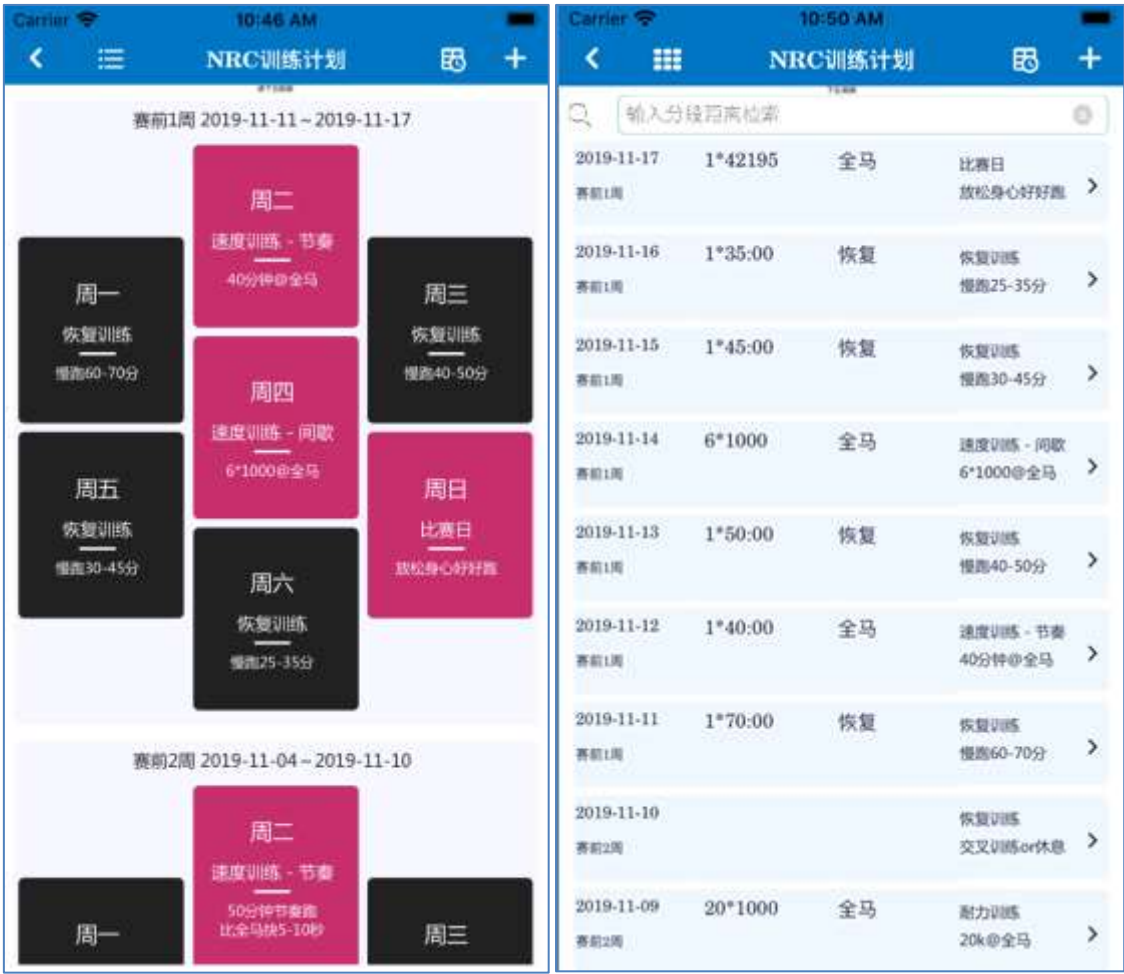 Carrier 10:46 AM
NRC训练计划
赛前1周 2019-11-11~2019-11-17
周一
恢复训练
慢跑60-70分
周二
速度训练 - 节奏
40分钟@全马
周三
恢复训练
慢跑40-50分
周四
速度训练 - 间歇
6*1000@全马
周五
恢复训练
慢跑30-45分
周六
恢复训练
慢跑25-35分
周日
比赛日
放松身心好好跑
赛前2周 2019-11-04~2019-11-10
周一
周二
速度训练 - 节奏
50分钟节奏跑
比全马快5-10秒
周三
Carrier 10:50 AM
NRC训练计划
输入分段距离检索
2019-11-17 1*42195 全马 比赛日
赛前1周 放松身心好好跑
2019-11-16 1*35:00 恢复 恢复训练
赛前1周 慢跑25-35分
2019-11-15 1*45:00 恢复 恢复训练
赛前1周 慢跑30-45分
2019-11-14 6*1000 全马 速度训练 - 间歇
赛前1周 6*1000@全马
2019-11-13 1*50:00 恢复 恢复训练
赛前1周 慢跑40-50分
2019-11-12 1*40:00 全马 速度训练 - 节奏
赛前1周 40分钟@全马
2019-11-11 1*70:00 恢复 恢复训练
赛前1周 慢跑60-70分
2019-11-10 恢复训练
赛前2周 交叉训练or休息
2019-11-09 20*1000 全马 耐力训练
赛前2周 20k@全马